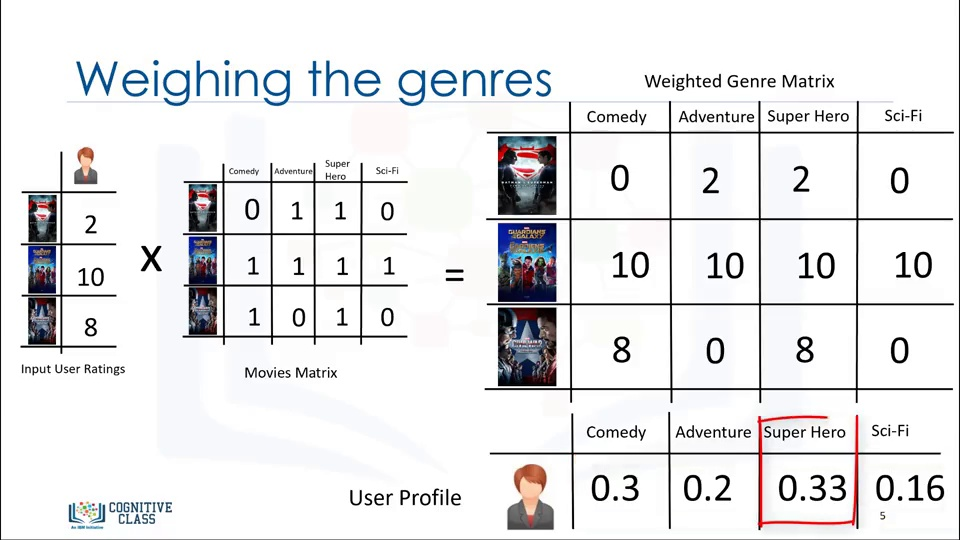 Weighing the genres
Weighted Genre Matrix
Comedy Adventure Super Hero Sci-Fi
0 2 2 0
10 10 10 10
8 0 8 0
2
10
8
Input User Ratings
X
Comedy Adventure Super Hero Sci-Fi
0 1 1 0
1 1 1 1
1 0 1 0
Movies Matrix
=
Comedy Adventure Super Hero Sci-Fi
User Profile
0.3 0.2 0.33 0.16
5
COGNITIVE
CLASS
An IBM Initiative